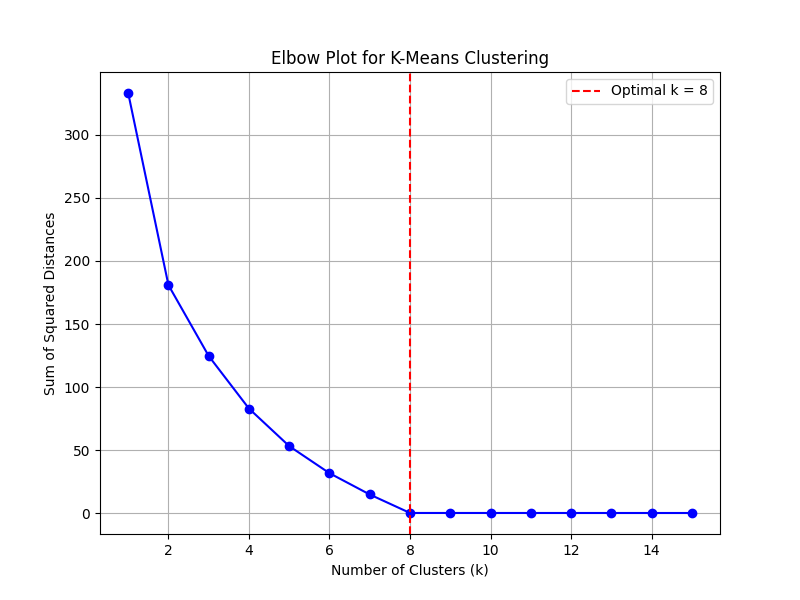 Elbow Plot for K-Means Clustering
Optimal k = 8
300
250
200
150
100
50
0
Sum of Squared Distances
2 4 6 8 10 12 14
Number of Clusters (k)